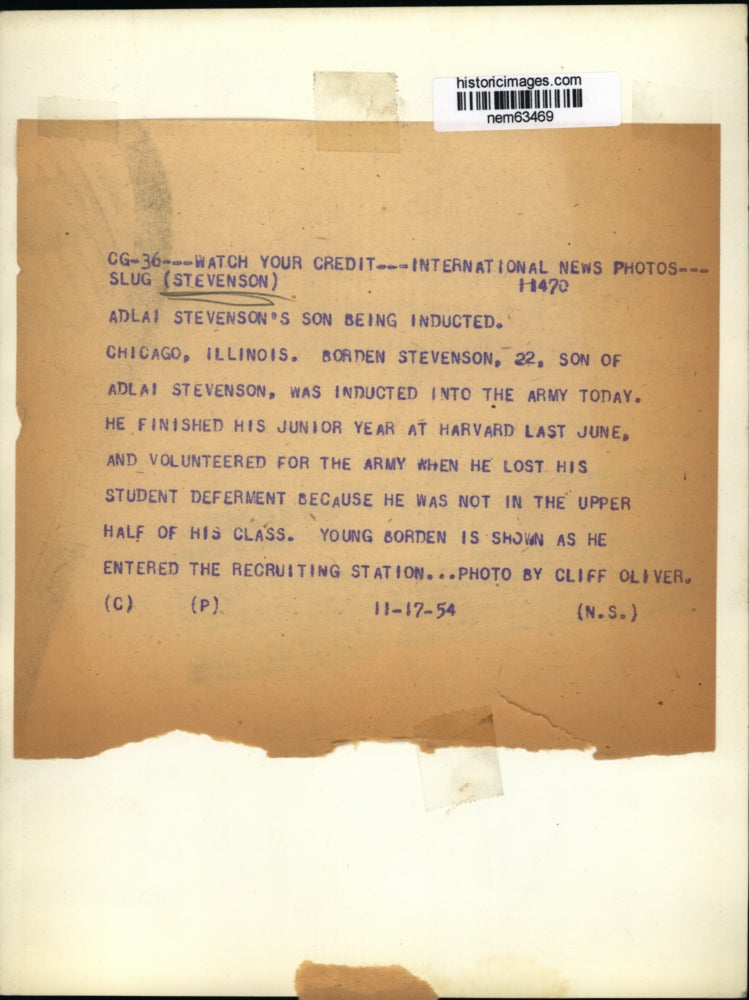 historicimages.com
nem63469
CG-36---WATCH YOUR CREDIT---INTERNATIONAL NEWS PHOTOS---
SLUG (STEVENSON) 11470
ADLAI STEVENSON'S SON BEING INDUCTED.
CHICAGO, ILLINOIS. BORDEN STEVENSON, 22, SON OF
ADLAI STEVENSON, WAS INDUCTED INTO THE ARMY TODAY.
HE FINISHED HIS JUNIOR YEAR AT HARVARD LAST JUNE,
AND VOLUNTEERED FOR THE ARMY WHEN HE LOST HIS
STUDENT DEFERMENT BECAUSE HE WAS NOT IN THE UPPER
HALF OF HIS CLASS. YOUNG BORDEN IS SHOWN AS HE
ENTERED THE RECRUITING STATION...PHOTO BY CLIFF OLIVER.
(C) (P) 11-17-54 (N.S.)